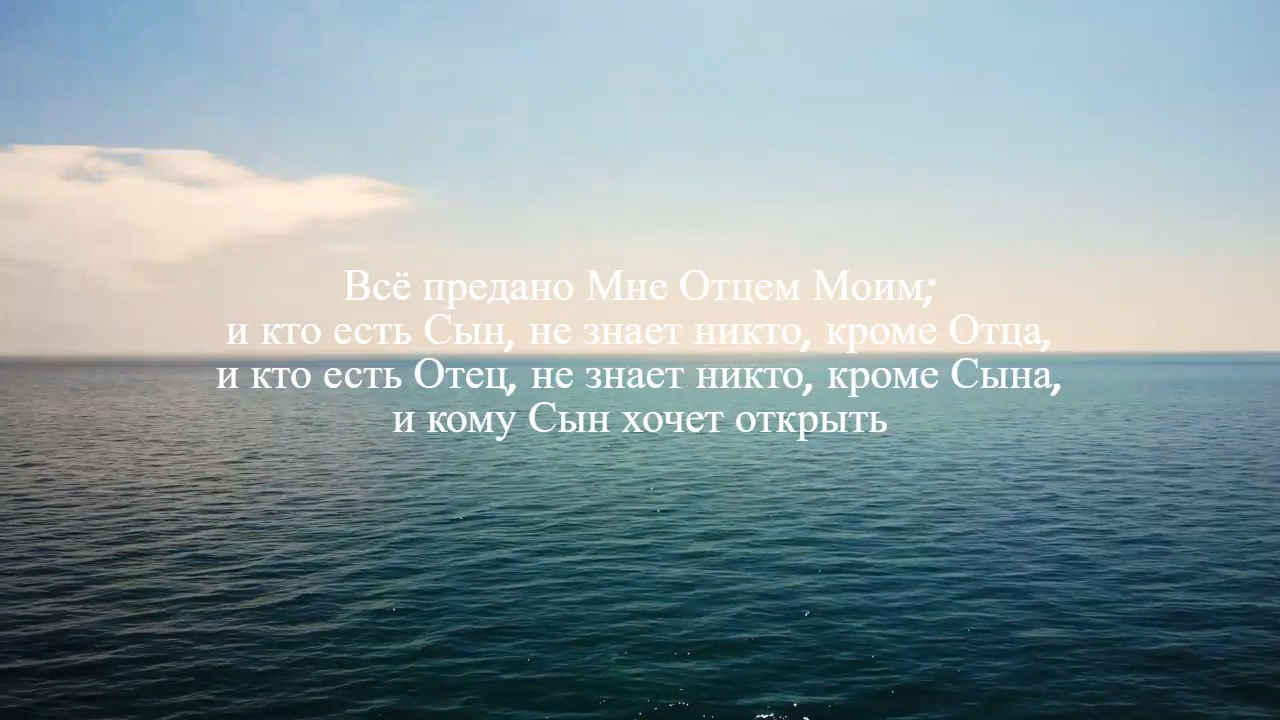 Всё предано Мне Отцем Моим;
и кто есть Сын, не знает никто, кроме Отца,
и кто есть Отец, не знает никто, кроме Сына,
и кому Сын хочет открыть